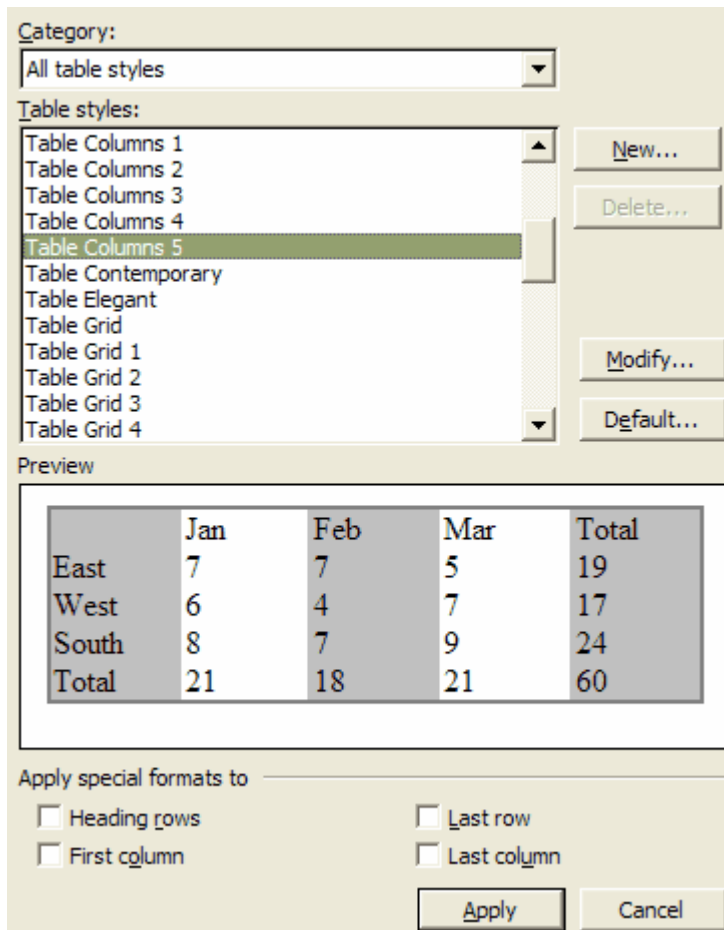 Category:
All table styles
Table styles:
Table Columns 1
Table Columns 2
Table Columns 3
Table Columns 4
Table Columns 5
Table Contemporary
Table Elegant
Table Grid
Table Grid 1
Table Grid 2
Table Grid 3
Table Grid 4
New...
Delete...
Modify...
Default...
Preview
Jan Feb Mar Total
East 7 7 5 19
West 6 4 7 17
South 8 7 9 24
Total 21 18 21 60
Apply special formats to
Heading rows Last row
First column Last column
Apply Cancel